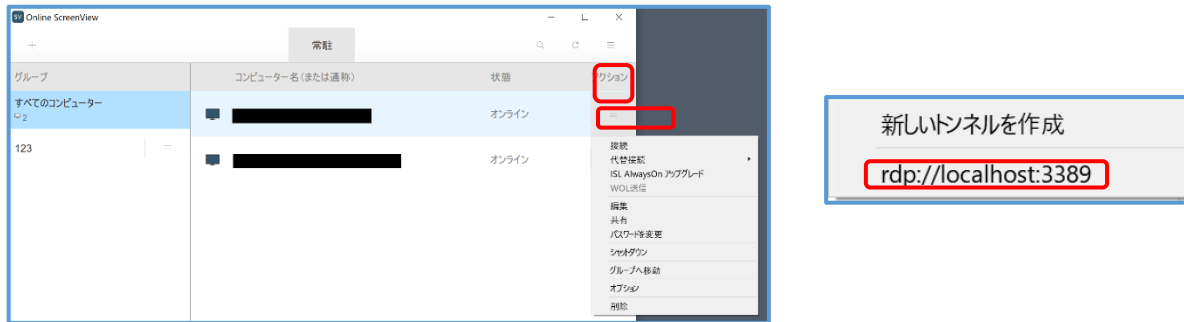 Online ScreenView
常駐
グループ
コンピューター名(または通称)
状態
アクション
すべてのコンピューター
2
オンライン
123
オンライン
接続
代替接続
ISL AlwaysOn アップグレード
WOL送信
編集
共有
パスワードを変更
シャットダウン
グループへ移動
オプション
削除
新しいトンネルを作成
rdp://localhost:3389